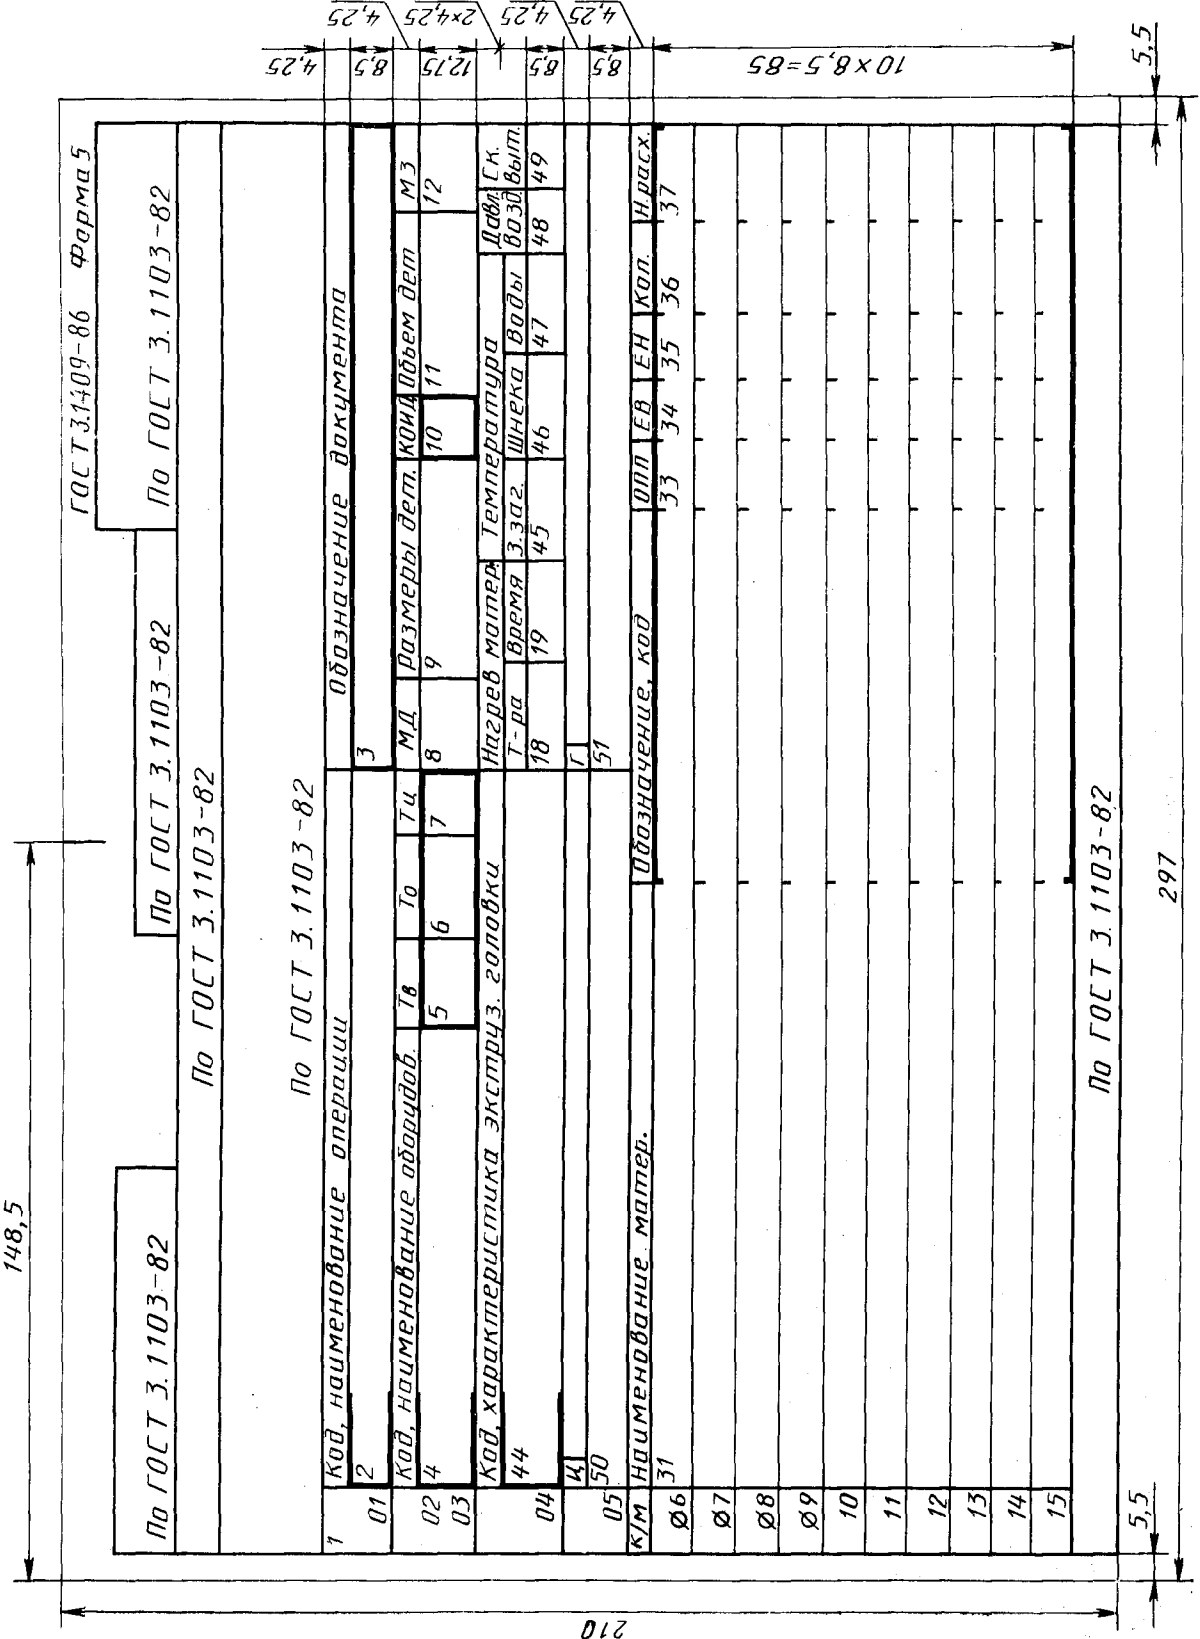 ГОСТ 3.1409-86 Форма 5
148,5
По ГОСТ 3.1103-82
По ГОСТ 3.1103-82
По ГОСТ 3.1103-82
По ГОСТ 3.1103-82
По ГОСТ 3.1103-82
1 Код, наименование операции Обозначение документа
01 2 3
Код, наименование оборудов. Тв То Тц МД Размеры дет. КОИД Объем дет МЗ
02 4 5 6 7 8 9 10 11 12
03
Код, характеристика экструз. головки Нагрев матер. Температура Давл. Ск.
Т-ра Время З.заг. Шнека Воды возд. выт.
04 44 18 19 45 46 47 48 49
Ц Г
05 50 51
К/М Наименование матер. Обозначение, код ОПП ЕВ ЕН Кол. Н.расх.
Ø6 31 33 34 35 36 37
Ø7
Ø8
Ø9
10
11
12
13
14
15
По ГОСТ 3.1103-82
5,5
297
5,5
210
4,25
8,5
4,25
12,75
2×4,25
8,5
4,25
8,5
4,25
10×8,5=85